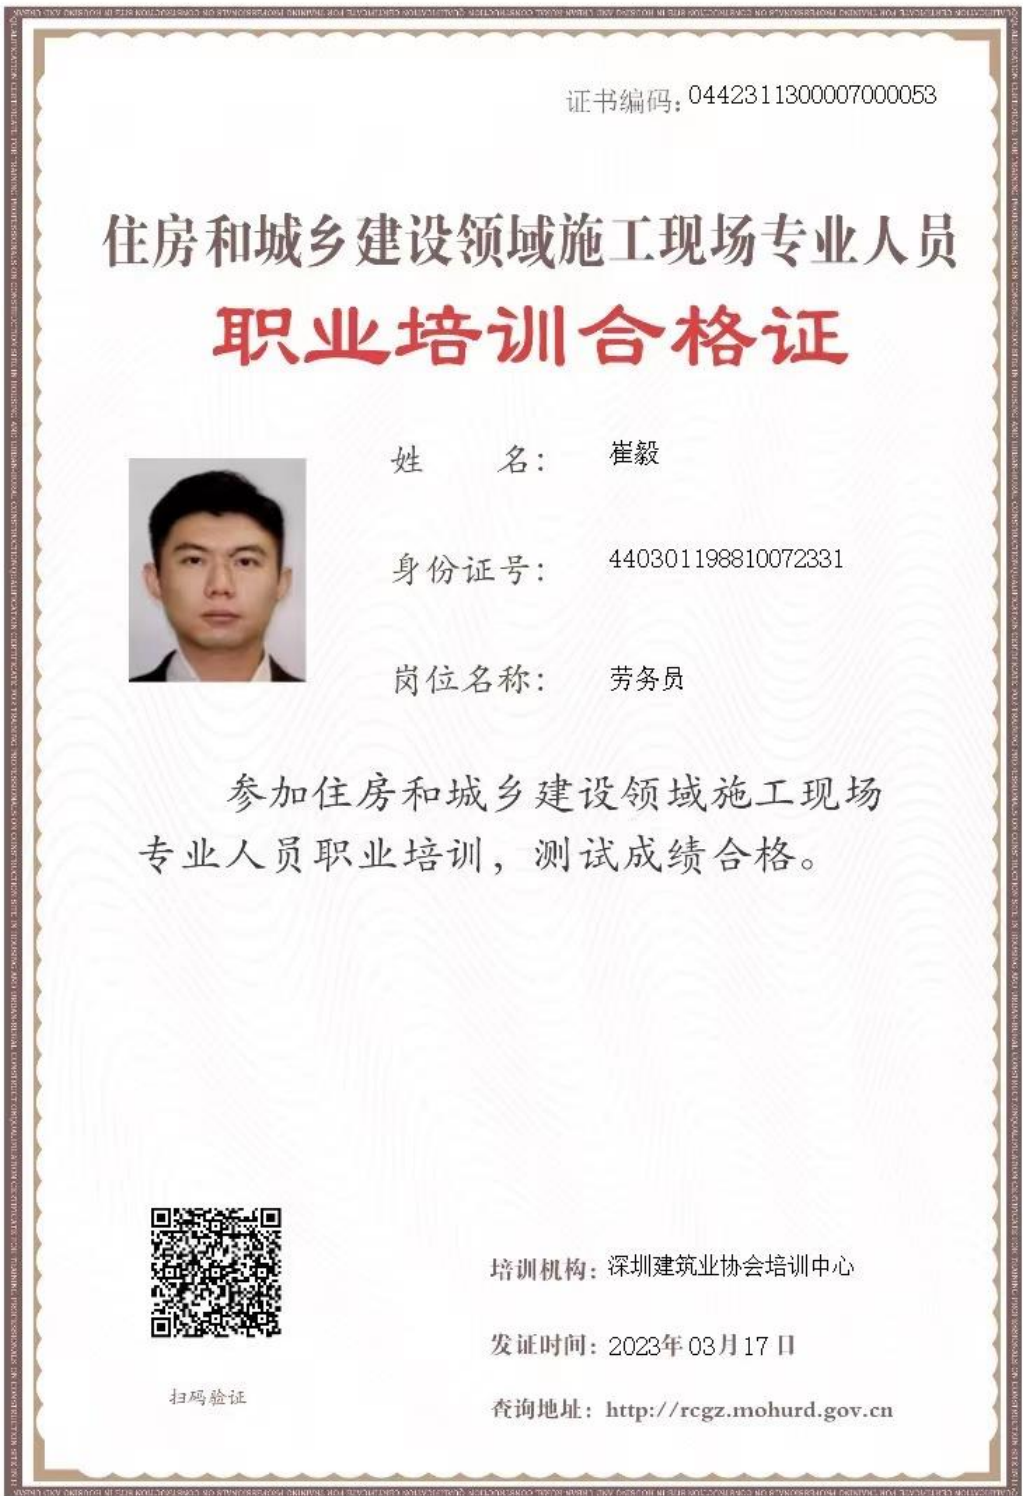 证书编码：0442311300007000053
住房和城乡建设领域施工现场专业人员
职业培训合格证
姓 名： 崔毅
身份证号： 440301198810072331
岗位名称： 劳务员
参加住房和城乡建设领域施工现场
专业人员职业培训，测试成绩合格。
培训机构：深圳建筑业协会培训中心
发证时间：2023年03月17日
扫码验证
查询地址：http://rcgz.mohurd.gov.cn